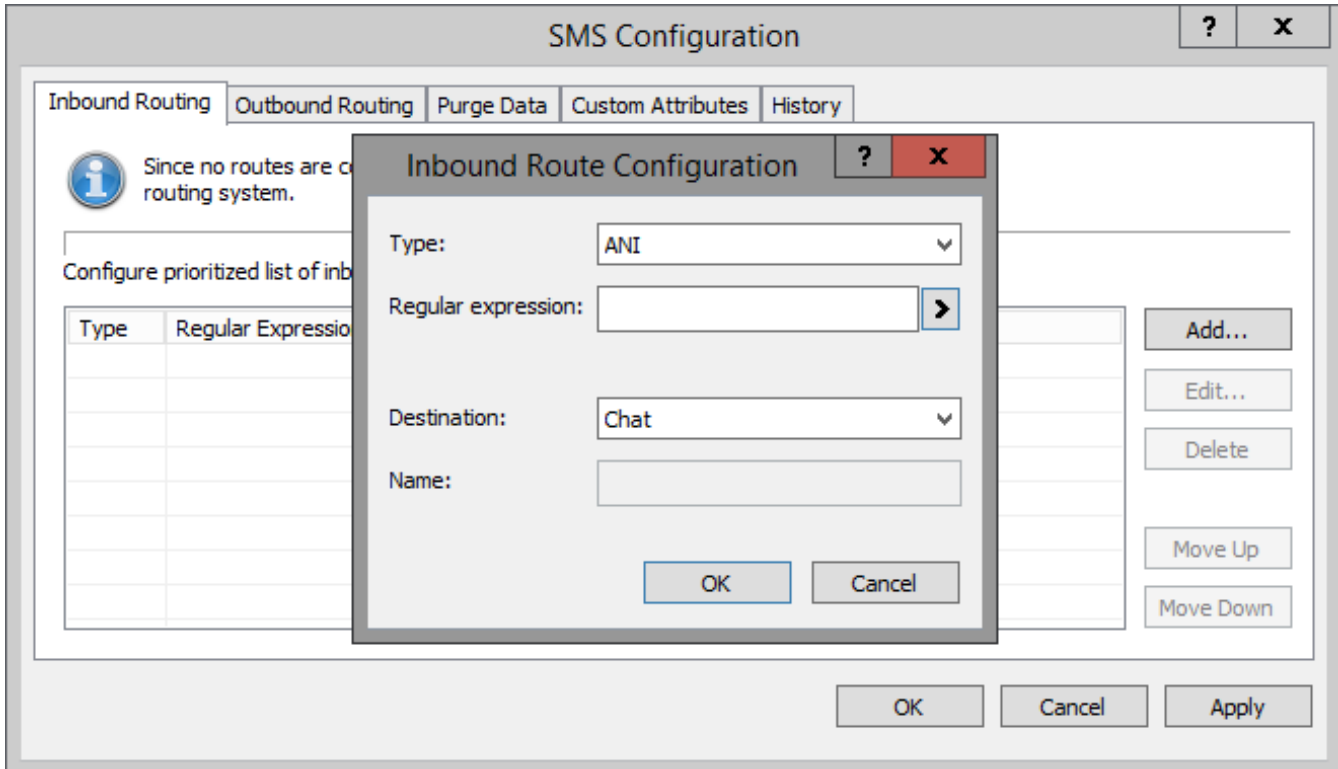 SMS Configuration
? x
Inbound Routing Outbound Routing Purge Data Custom Attributes History
Since no routes are
routing system.
Inbound Route Configuration ? x
Type: ANI
Regular expression: >
Destination: Chat
Name:
OK Cancel
Configure prioritized list of
Type Regular
Add...
Edit...
Delete
Move Up
Move Down
OK Cancel Apply